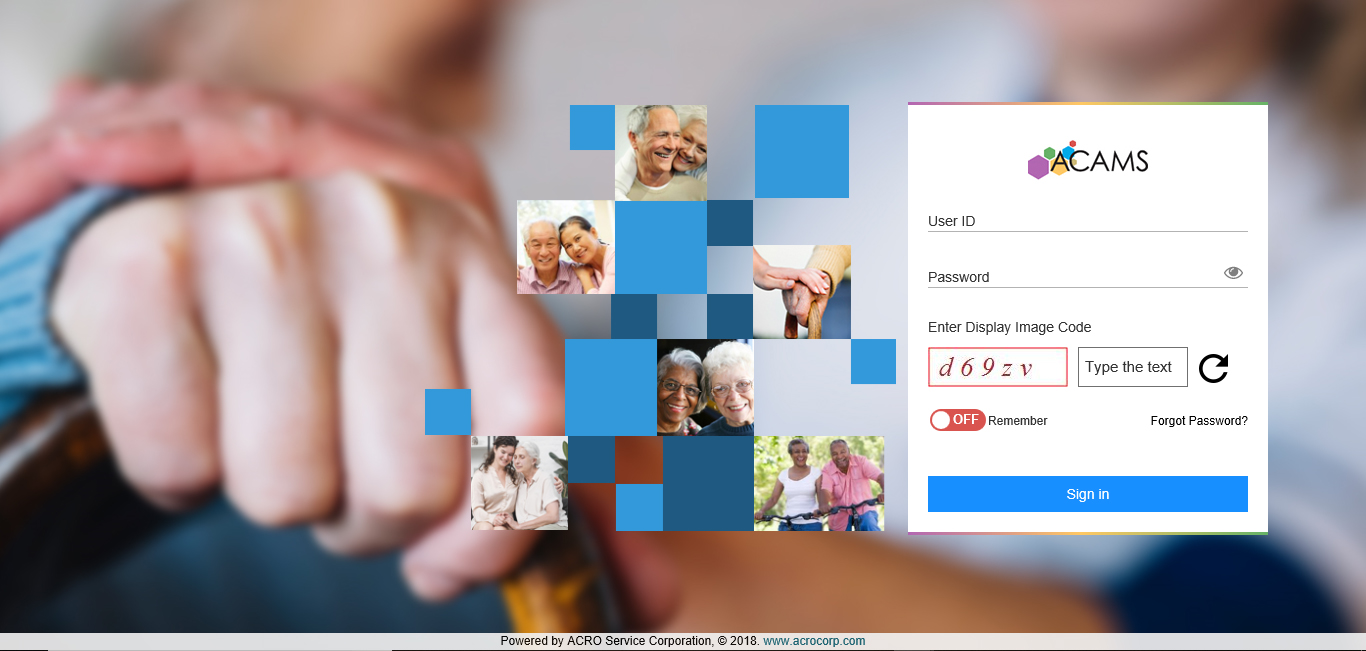 ACAMS
User ID
Password
Enter Display Image Code
d69zv Type the text
OFF Remember Forgot Password?
Sign in
Powered by ACRO Service Corporation, © 2018. www.acrocorp.com